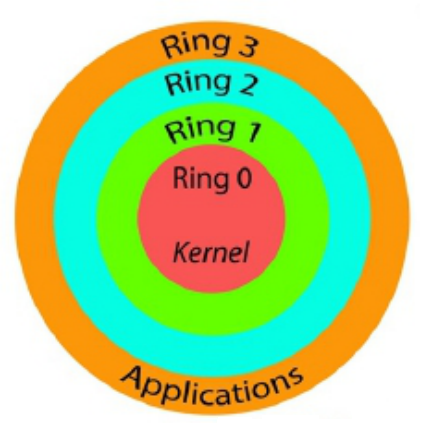 Ring 3
Ring 2
Ring 1
Ring 0
Kernel
Applications